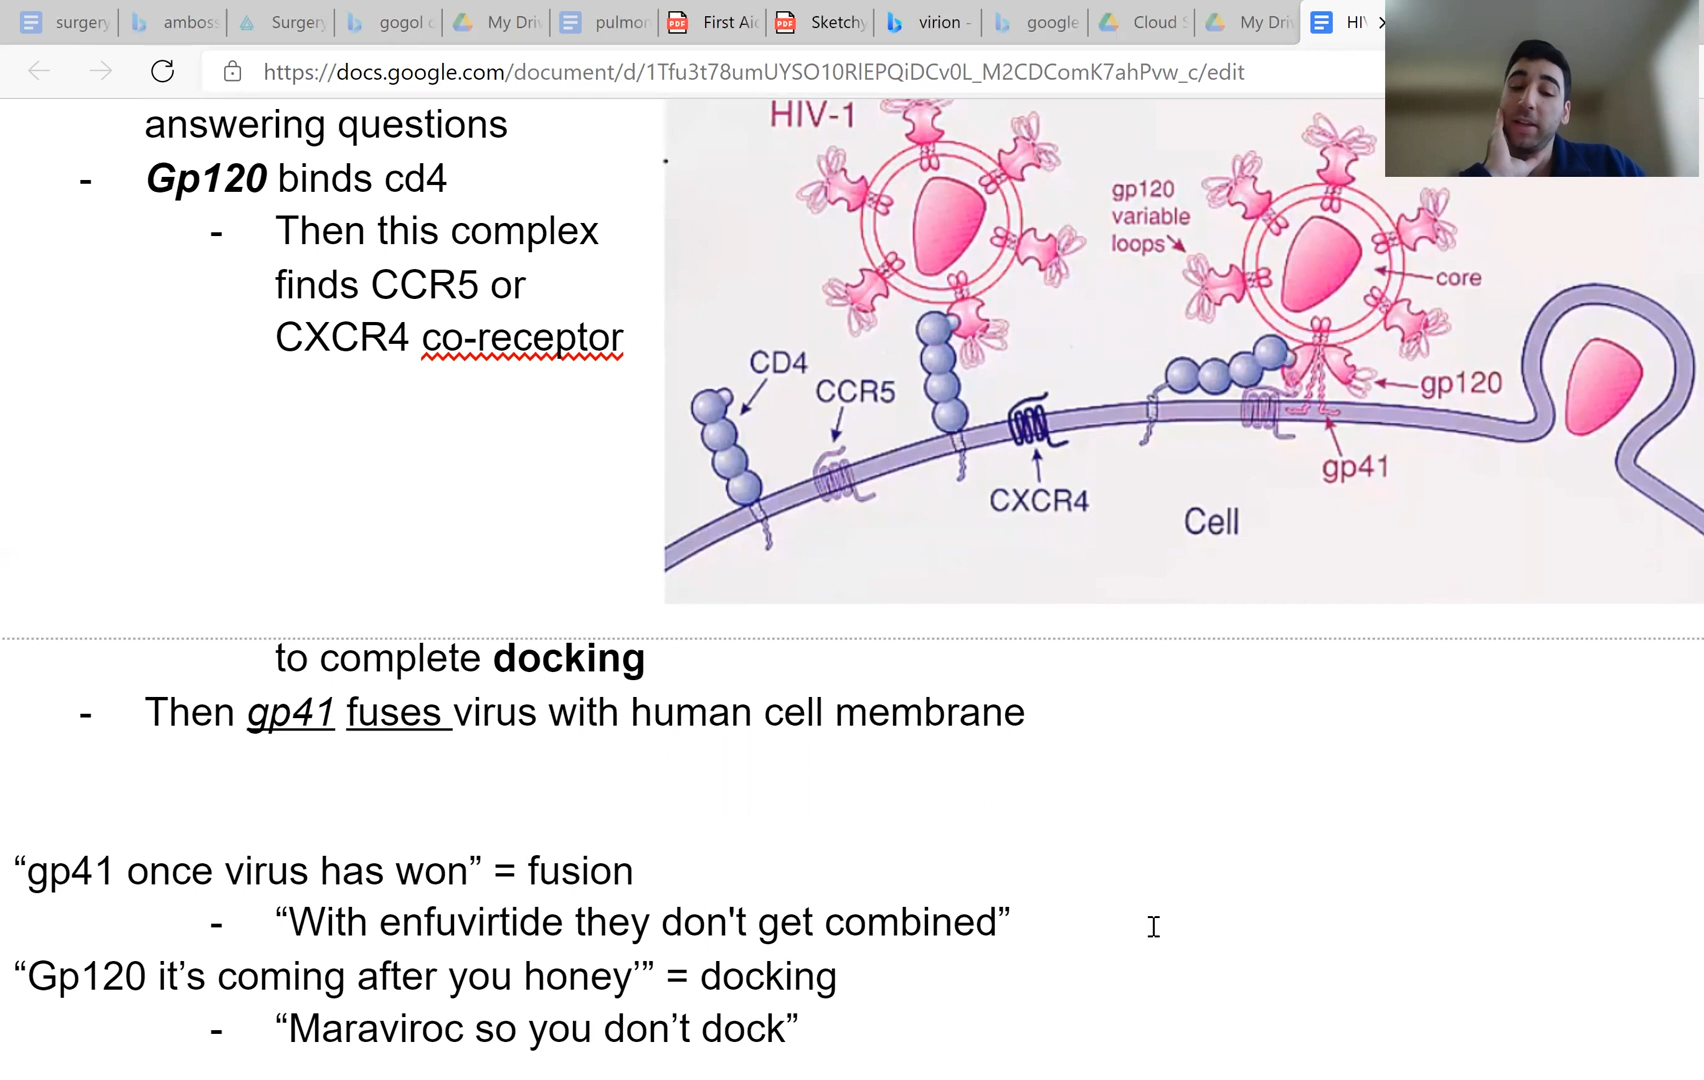 surgery amboss Surgery gogol c My Driv pulmon First Aid Sketchy virion - google Cloud S My Driv HIV
https://docs.google.com/document/d/1Tfu3t78umUYSO10RlEPQiDCv0L_M2CDComK7ahPvw_c/edit
answering questions
- Gp120 binds cd4
- Then this complex
finds CCR5 or
CXCR4 co-receptor
HIV-1
gp120
variable
loops
core
CD4
CCR5
gp120
CXCR4
gp41
Cell
to complete docking
- Then gp41 fuses virus with human cell membrane
“gp41 once virus has won” = fusion
- “With enfuvirtide they don't get combined”
“Gp120 it’s coming after you honey’” = docking
- “Maraviroc so you don’t dock”